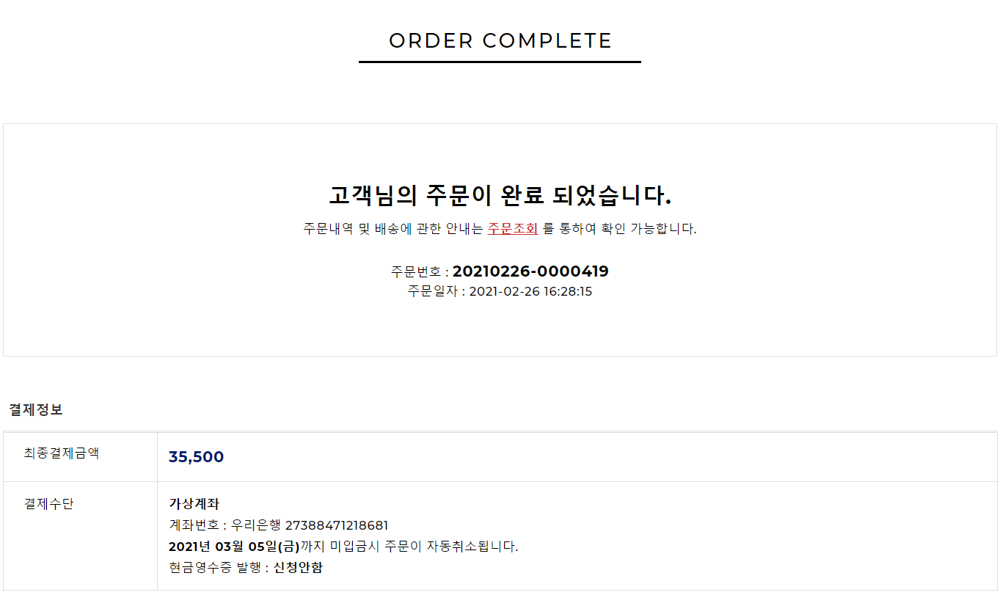 ORDER COMPLETE
고객님의 주문이 완료 되었습니다.
주문내역 및 배송에 관한 안내는 주문조회 를 통하여 확인 가능합니다.
주문번호 : 20210226-0000419
주문일자 : 2021-02-26 16:28:15
결제정보
최종결제금액 35,500
결제수단 가상계좌
계좌번호 : 우리은행 27388471218681
2021년 03월 05일(금)까지 미입금시 주문이 자동취소됩니다.
현금영수증 발행 : 신청안함